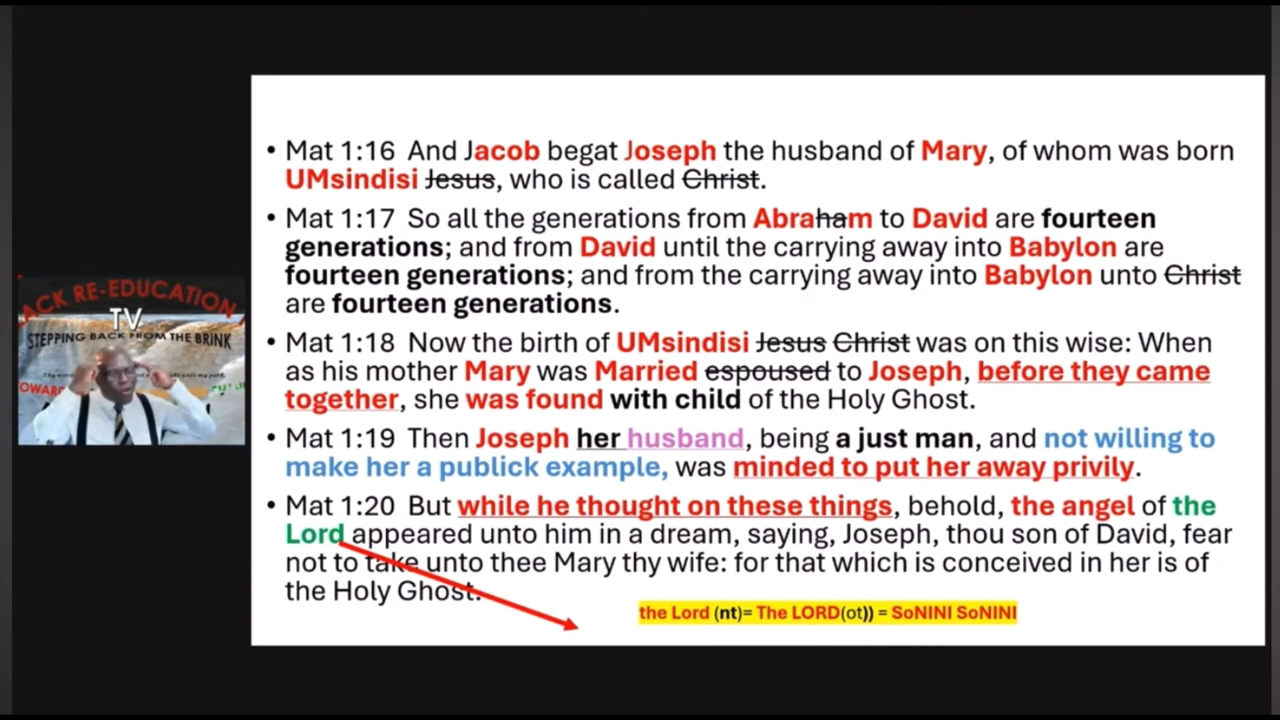 • Mat 1:16 And Jacob begat Joseph the husband of Mary, of whom was born
UMsindisi Jesus, who is called Christ.
• Mat 1:17 So all the generations from Abraham to David are fourteen
generations; and from David until the carrying away into Babylon are
fourteen generations; and from the carrying away into Babylon unto Christ
are fourteen generations.
• Mat 1:18 Now the birth of UMsindisi Jesus Christ was on this wise: When
as his mother Mary was Married espoused to Joseph, before they came
together, she was found with child of the Holy Ghost.
• Mat 1:19 Then Joseph her husband, being a just man, and not willing to
make her a publick example, was minded to put her away privily.
• Mat 1:20 But while he thought on these things, behold, the angel of the
Lord appeared unto him in a dream, saying, Joseph, thou son of David, fear
not to take unto thee Mary thy wife: for that which is conceived in her is of
the Holy Ghost.
the Lord (nt)= The LORD(ot)) = SoNINI SoNINI
ACK RE-EDUCATION
TV
STEPPING BACK FROM THE BRINK
OWAR